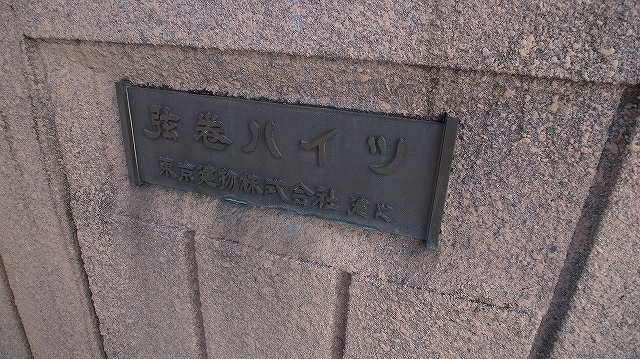 弦巻ハイツ
東京建物株式会社 建之